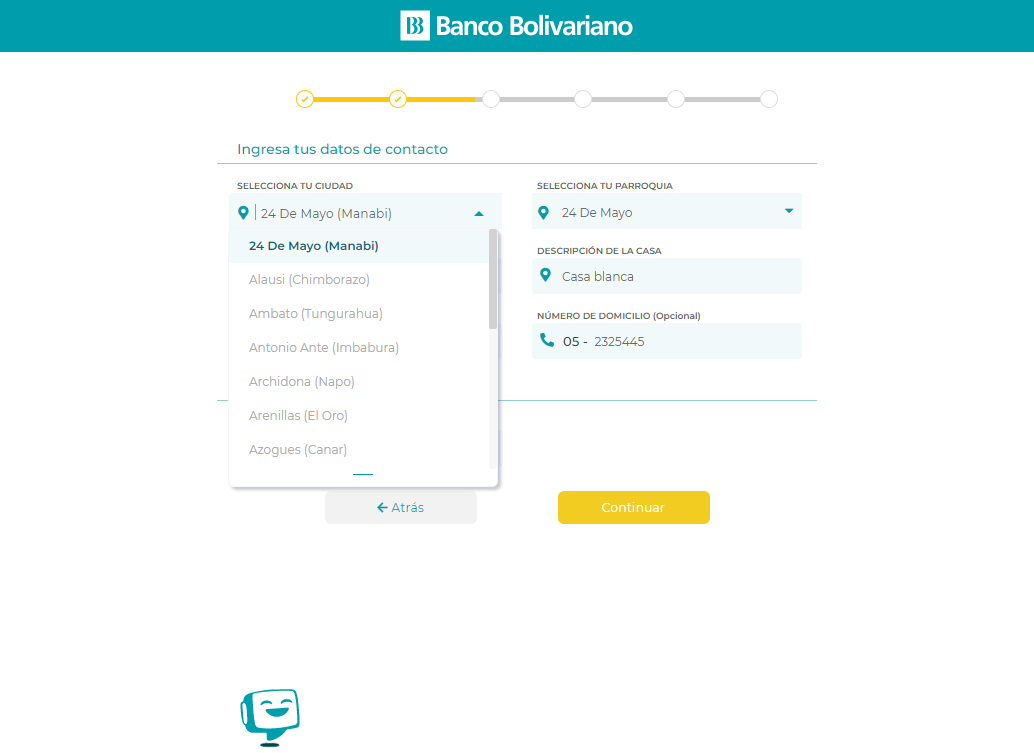 Banco Bolivariano
Ingresa tus datos de contacto
SELECCIONA TU CIUDAD
24 De Mayo (Manabi)
24 De Mayo (Manabi)
Alausi (Chimborazo)
Ambato (Tungurahua)
Antonio Ante (Imbabura)
Archidona (Napo)
Arenillas (El Oro)
Azogues (Canar)
SELECCIONA TU PARROQUIA
24 De Mayo
DESCRIPCIÓN DE LA CASA
Casa blanca
NÚMERO DE DOMICILIO (Opcional)
05 - 2325445
Atrás
Continuar